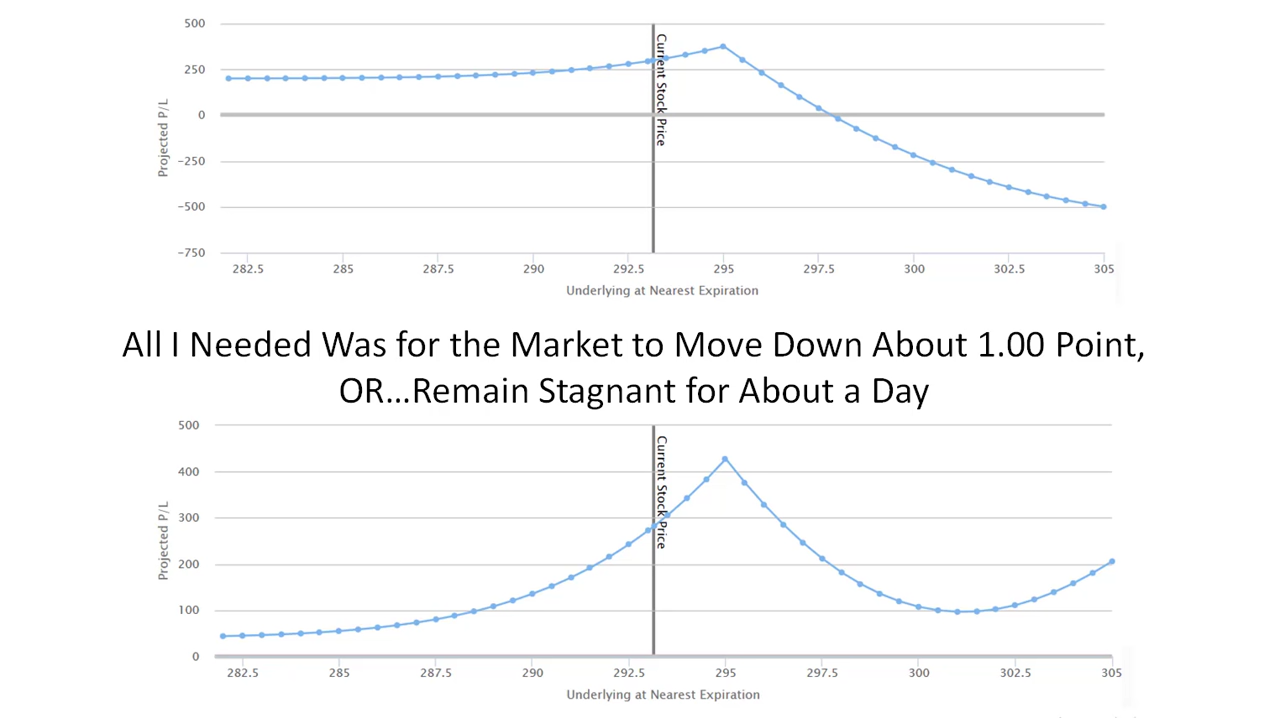 500
250
0
−250
−500
−750
Projected P/L
Current Stock Price
282.5 285 287.5 290 292.5 295 297.5 300 302.5 305
Underlying at Nearest Expiration
All I Needed Was for the Market to Move Down About 1.00 Point,
OR...Remain Stagnant for About a Day
500
400
300
200
100
0
Projected P/L
Current Stock Price
282.5 285 287.5 290 292.5 295 297.5 300 302.5 305
Underlying at Nearest Expiration